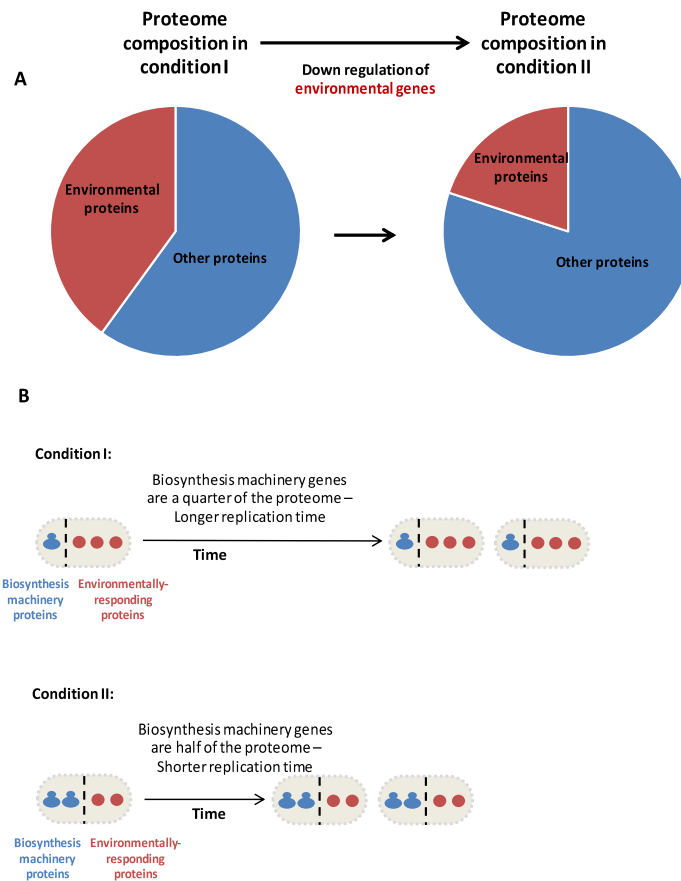 Proteome
composition in
condition I
Proteome
composition in
condition II
Down regulation of
environmental genes
A
Environmental
proteins
Other proteins
Environmental
proteins
Other proteins
B
Condition I:
Biosynthesis machinery genes
are a quarter of the proteome –
Longer replication time
Time
Biosynthesis
machinery
proteins
Environmentally-
responding
proteins
Condition II:
Biosynthesis machinery genes
are half of the proteome –
Shorter replication time
Time
Biosynthesis
machinery
proteins
Environmentally-
responding
proteins